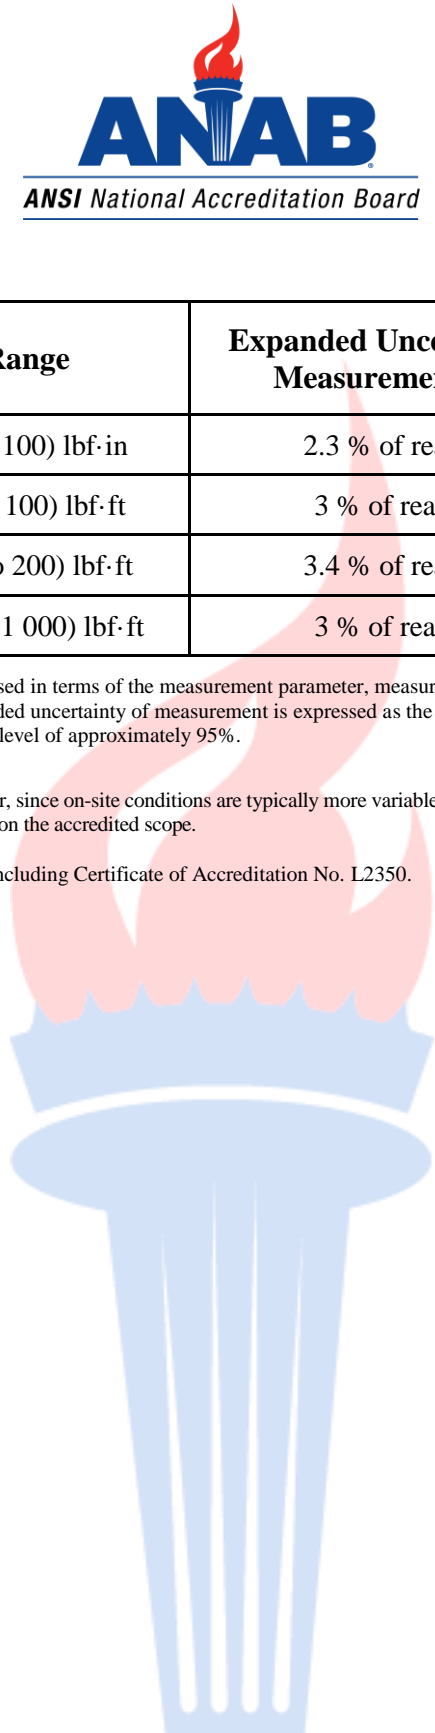 ANAB
ANSI National Accreditation Board
Range
Expanded Unce
Measureme
100) lbf·in
2.3 % of rea
100) lbf·ft
3 % of rea
200) lbf·ft
3.4 % of re
1 000) lbf·ft
3 % of rea
sed in terms of the measurement parameter, measur
ded uncertainty of measurement is expressed as the
level of approximately 95%.
r, since on-site conditions are typically more variable
on the accredited scope.
ncluding Certificate of Accreditation No. L2350.